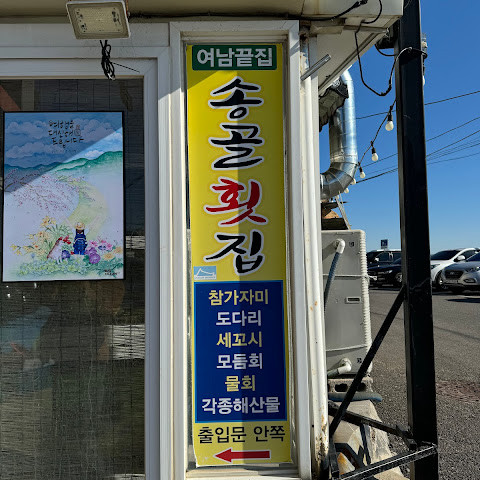 여남끝집
송골횟집
참가자미
도다리
세꼬시
모둠회
물회
각종해산물
출입문 안쪽